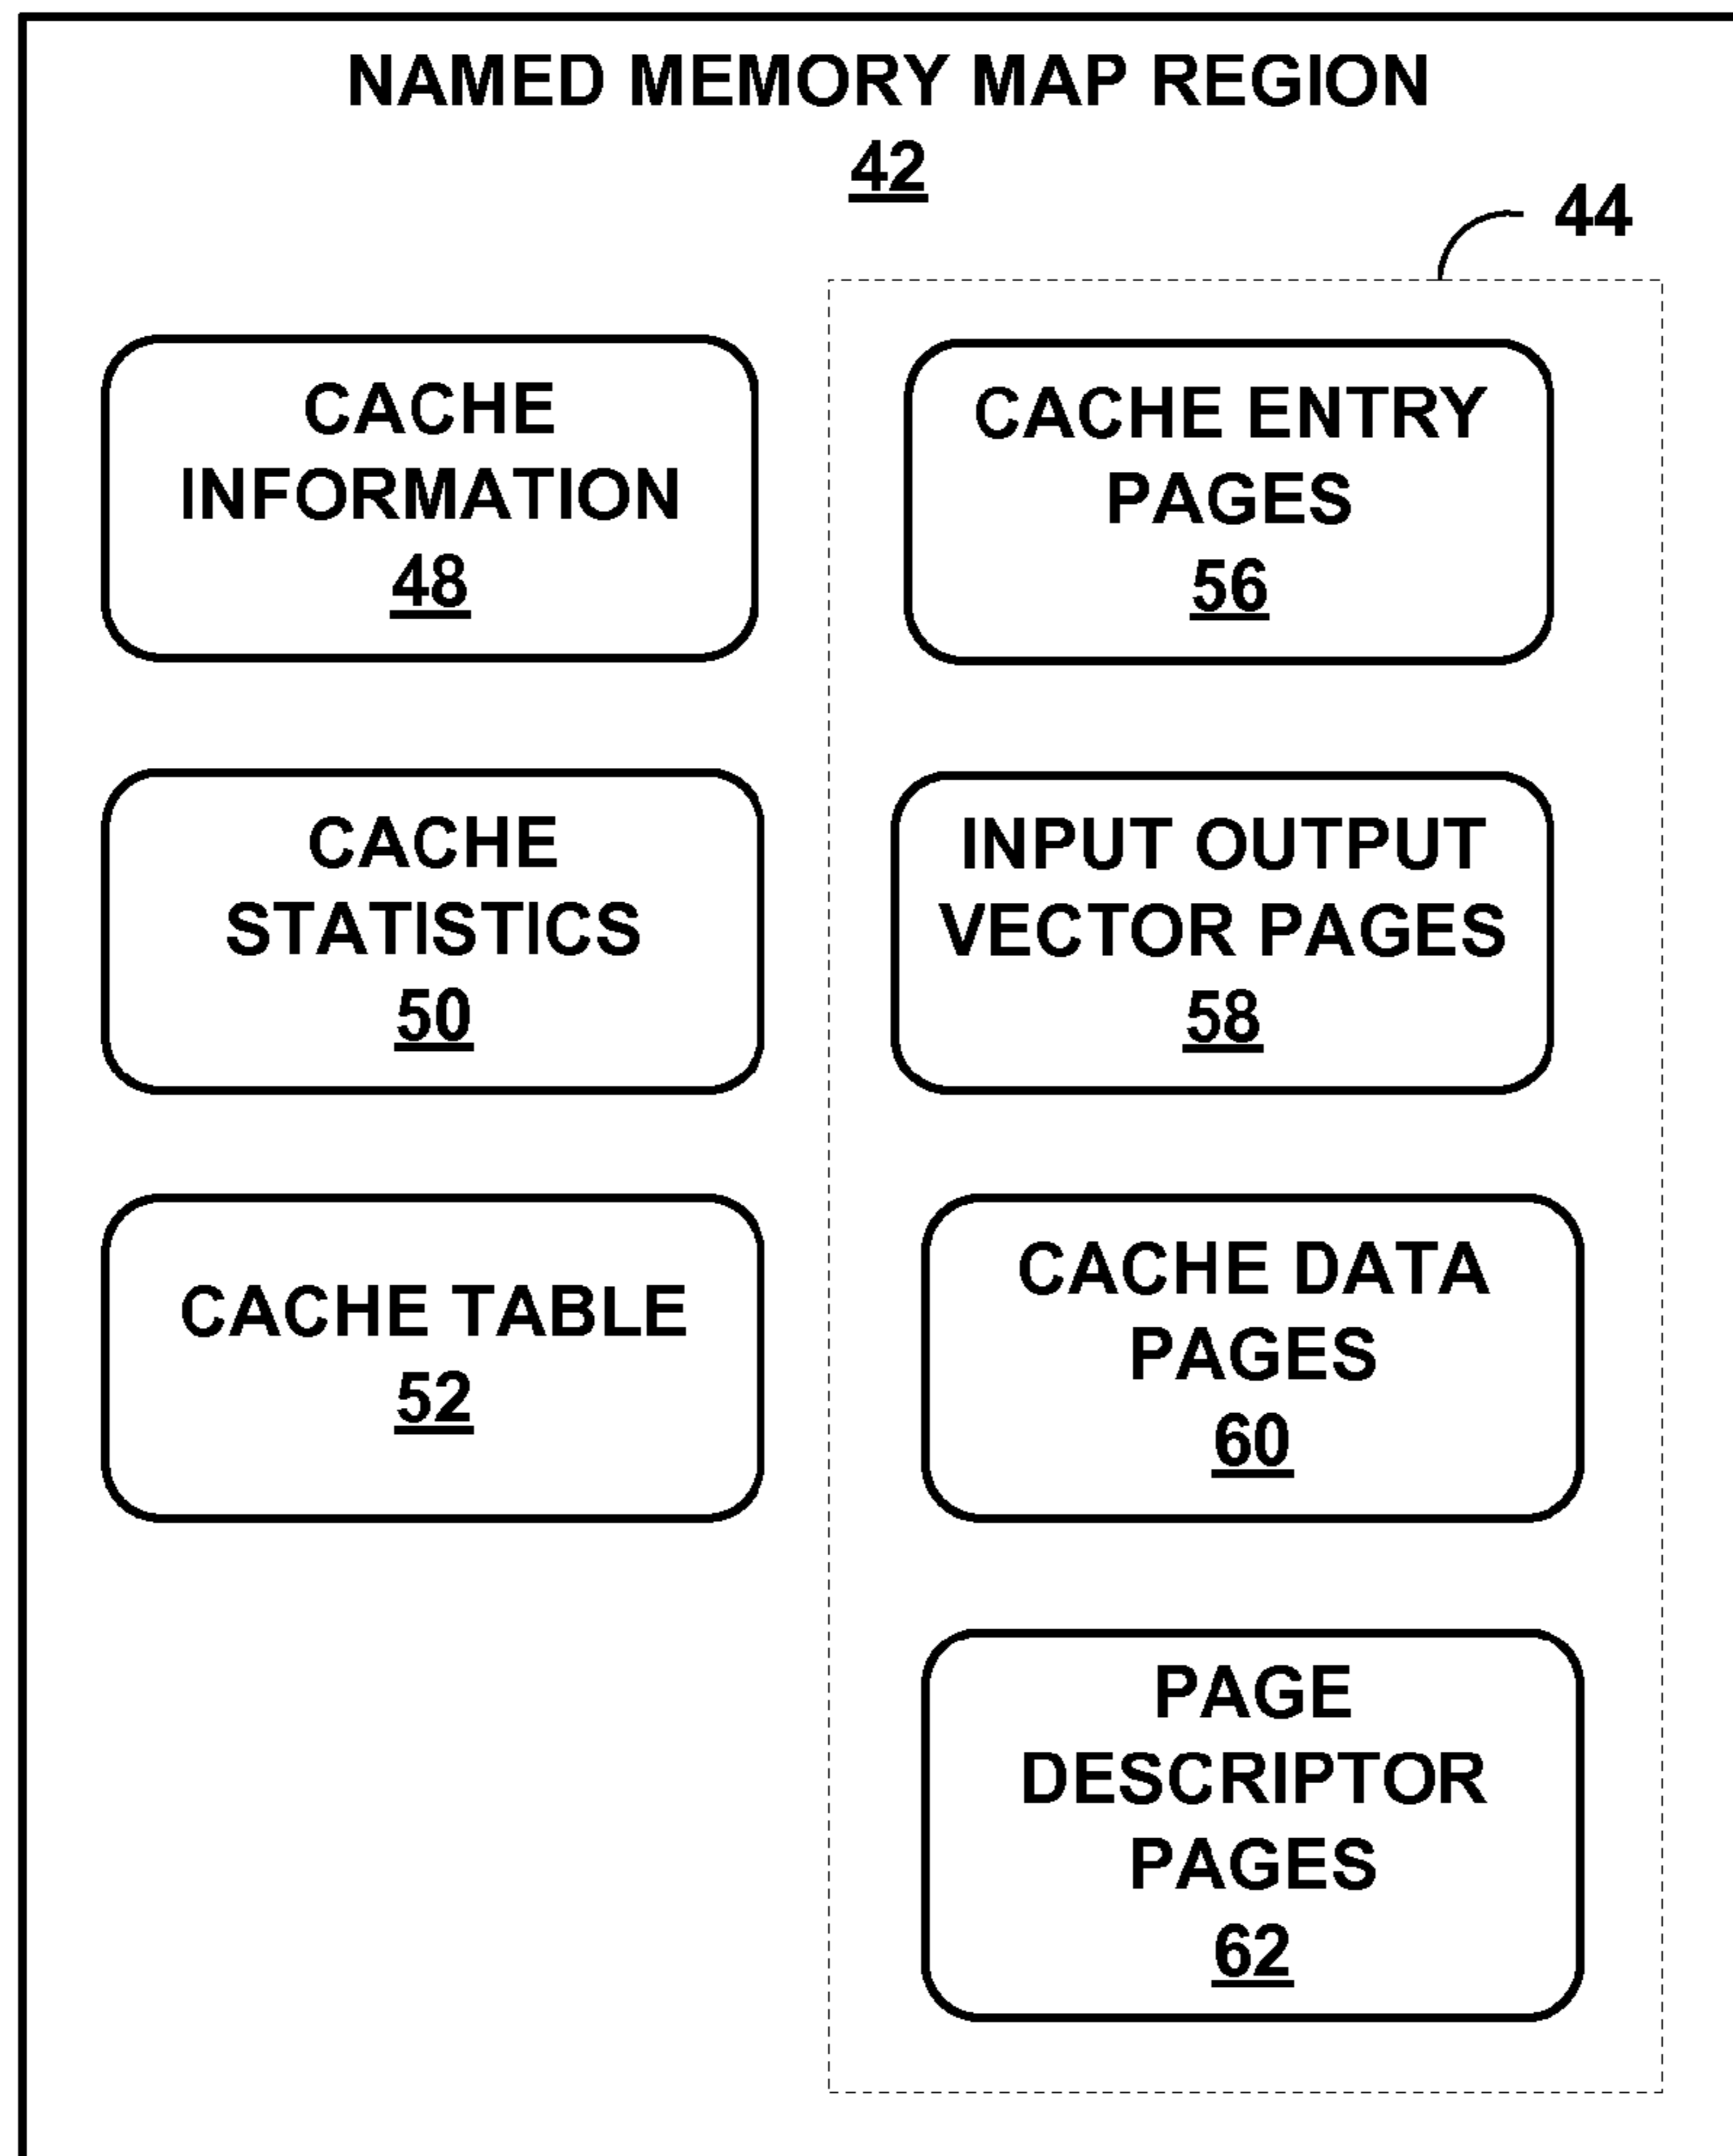 NAMED MEMORY MAP REGION
42
44
CACHE
INFORMATION
48
CACHE ENTRY
PAGES
56
CACHE
STATISTICS
50
INPUT OUTPUT
VECTOR PAGES
58
CACHE TABLE
52
CACHE DATA
PAGES
60
PAGE
DESCRIPTOR
PAGES
62